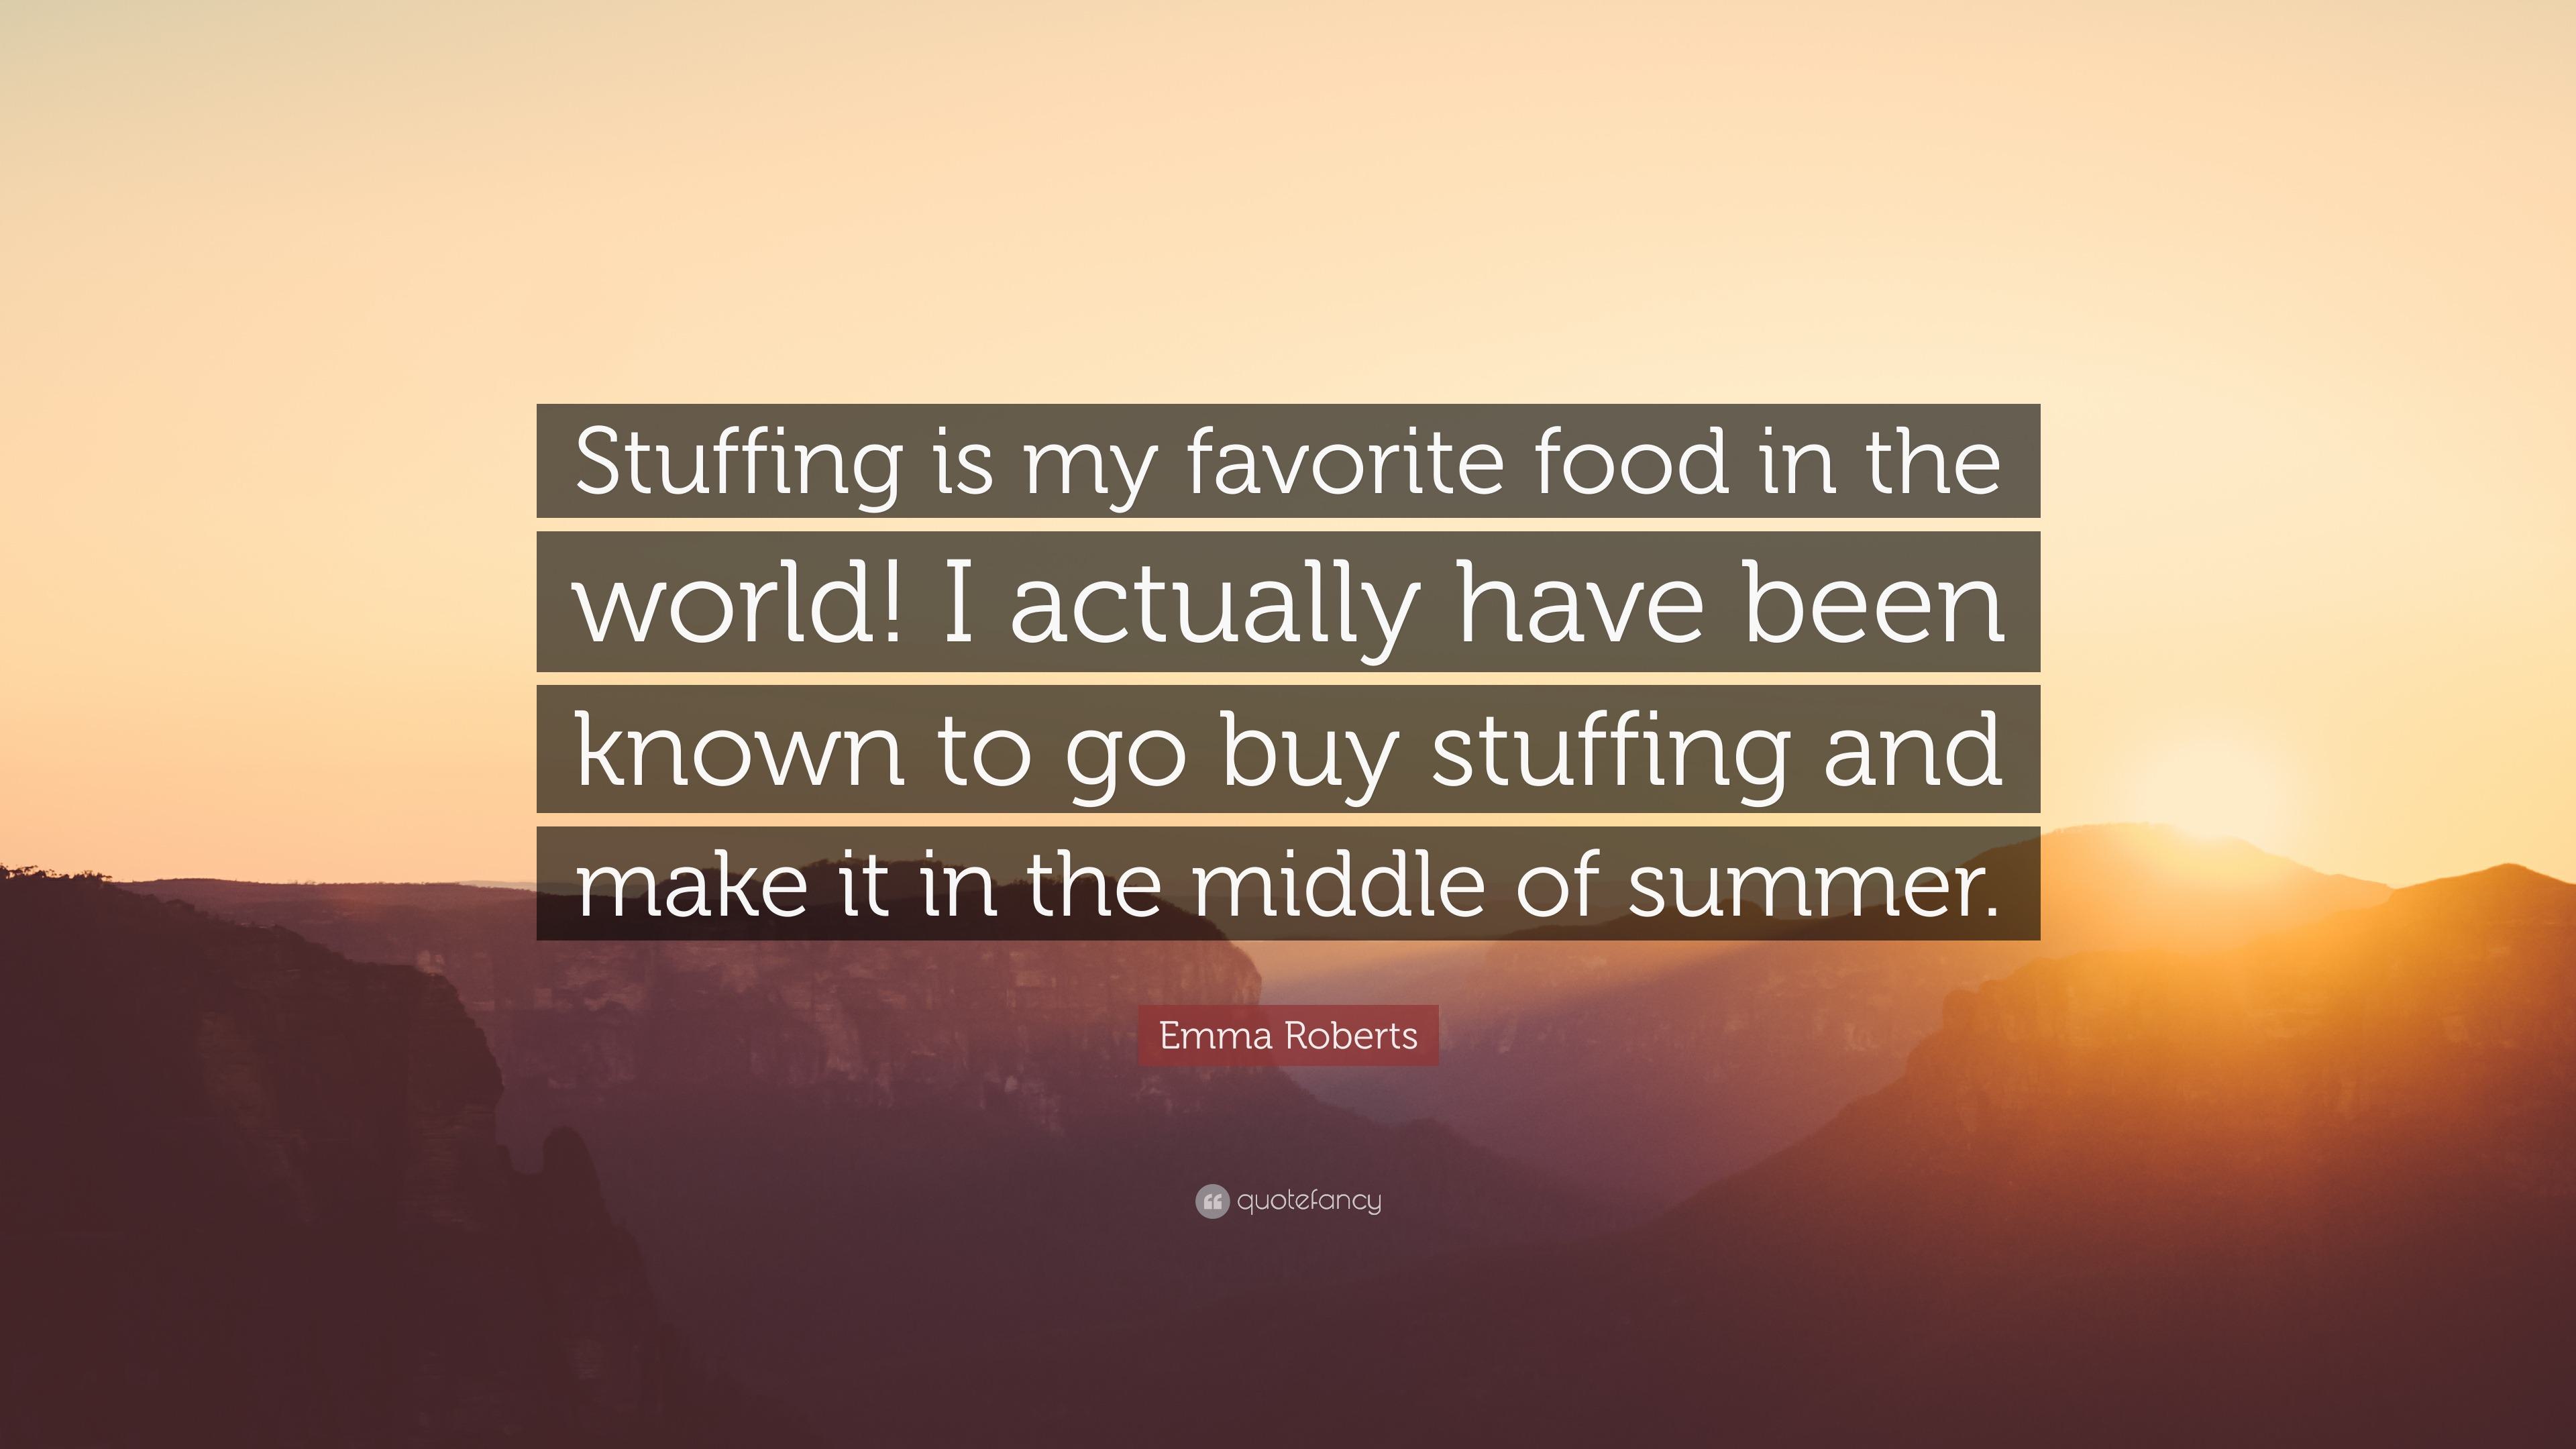 Stuffing is my favorite food in the
world! I actually have been
known to go buy stuffing and
make it in the middle of summer.
Emma Roberts
quotefancy